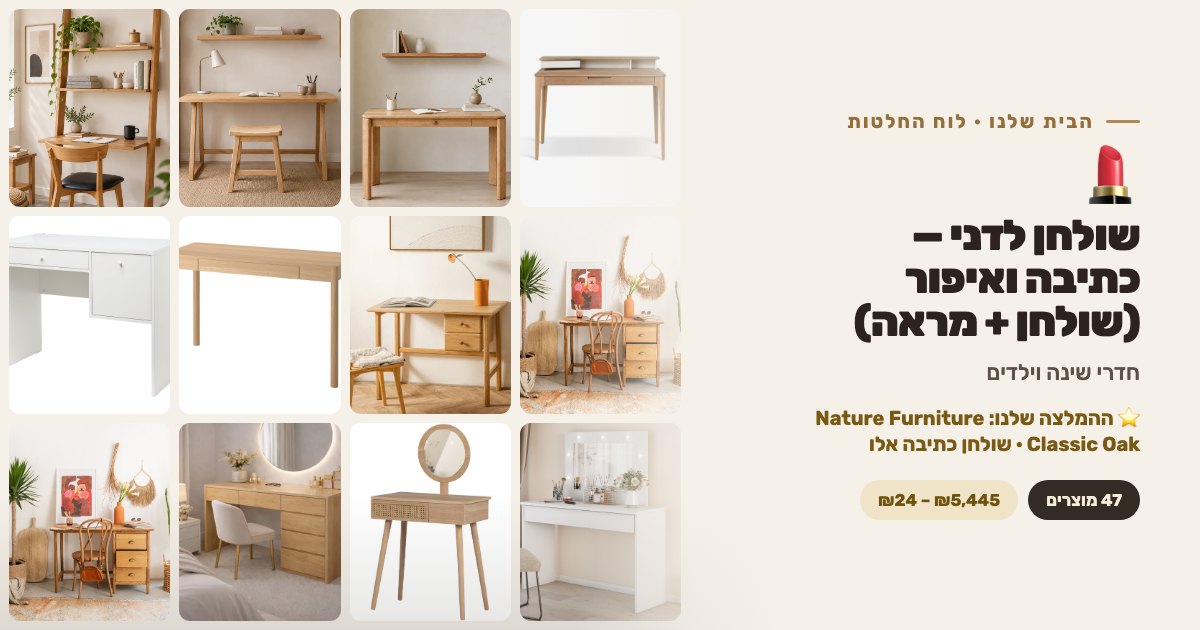 הבית שלנו • לוח החלטות
שולחן לדני –
כתיבה ואיפור
(שולחן + מראה)
חדרי שינה וילדים
⭐ ההמלצה שלנו: Nature Furniture
Classic Oak • שולחן כתיבה אלו
47 מוצרים
₪24 – ₪5,445